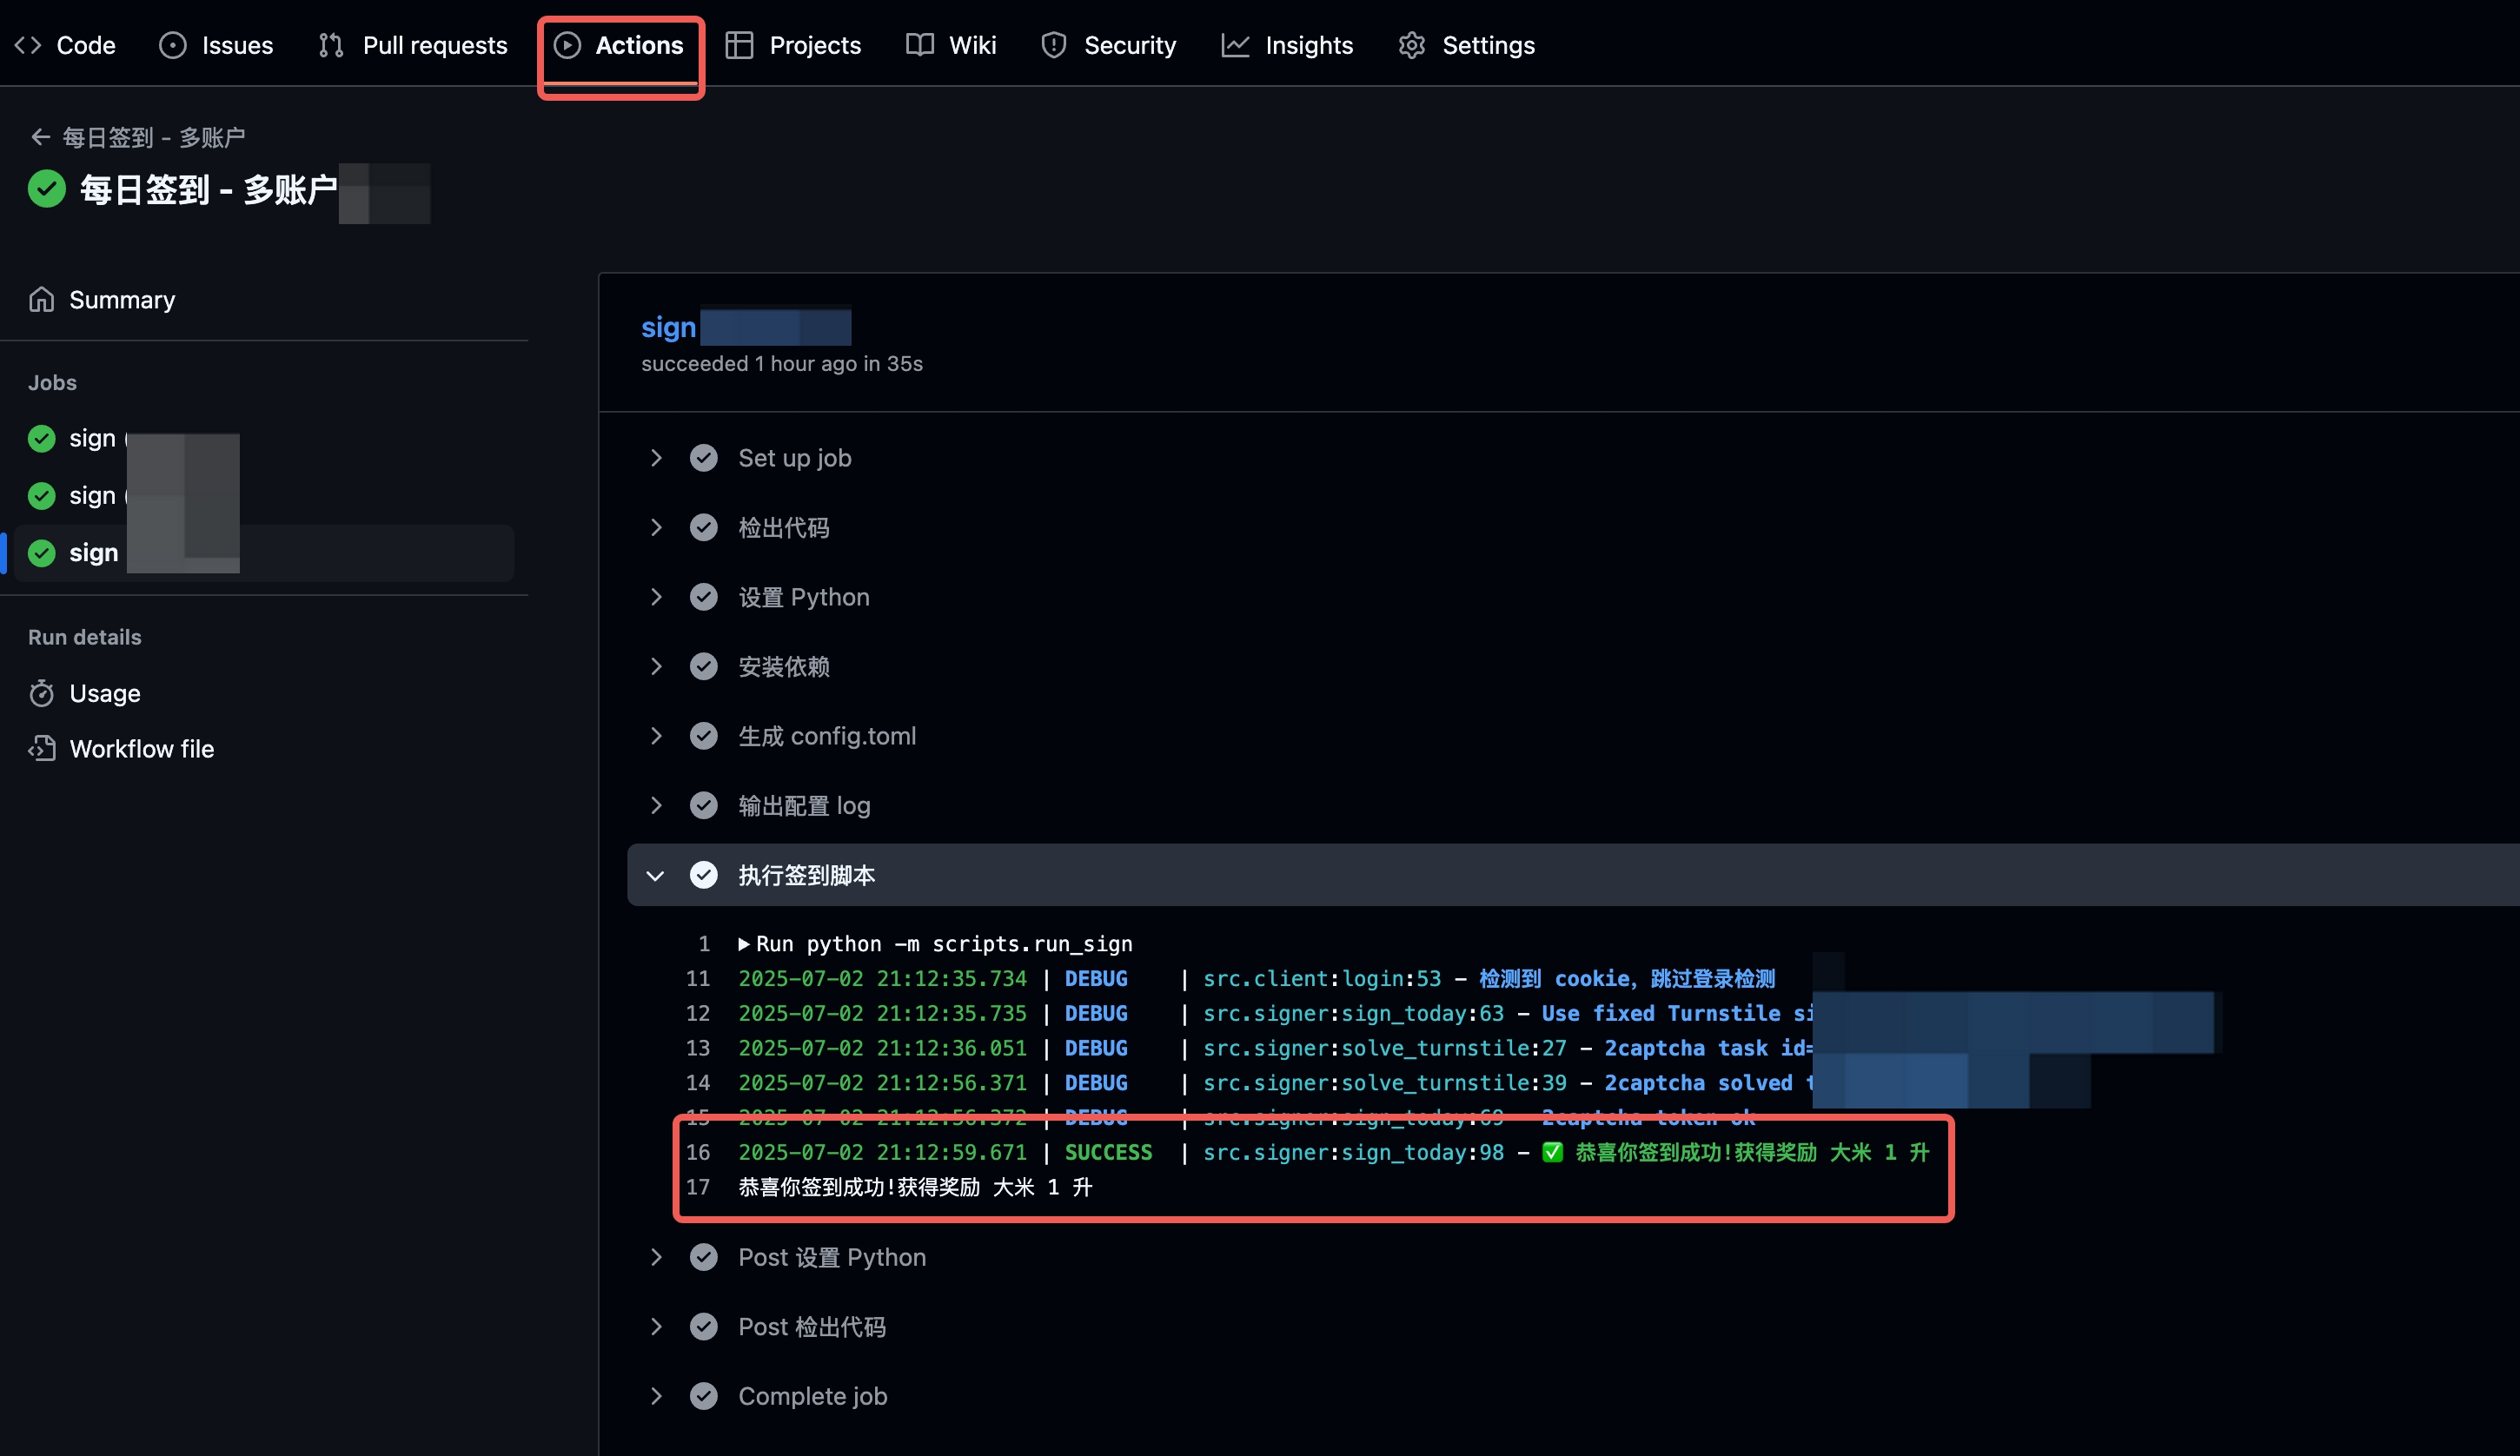 Code Issues Pull requests Actions Projects Wiki Security Insights Settings
每日签到 - 多账户
每日签到 - 多账户
Summary
Jobs
sign (
sign (
sign
Run details
Usage
Workflow file
sign
succeeded 1 hour ago in 35s
Set up job
检出代码
设置 Python
安装依赖
生成 config.toml
输出配置 log
执行签到脚本
1 Run python -m scripts.run_sign
11 2025-07-02 21:12:35.734 | DEBUG | src.client:login:53 - 检测到 cookie，跳过登录检测
12 2025-07-02 21:12:35.735 | DEBUG | src.signer:sign_today:63 - Use fixed Turnstile
13 2025-07-02 21:12:36.051 | DEBUG | src.signer:solve_turnstile:27 - 2captcha task id=
14 2025-07-02 21:12:56.371 | DEBUG | src.signer:solve_turnstile:39 - 2captcha solved
15 2025-07-02 21:12:56.372 | DEBUG | src.signer:sign_today:69 - 2captcha token ok
16 2025-07-02 21:12:59.671 | SUCCESS | src.signer:sign_today:98 - ✅ 恭喜你签到成功!获得奖励 大米 1 升
17 恭喜你签到成功!获得奖励 大米 1 升
Post 设置 Python
Post 检出代码
Complete job